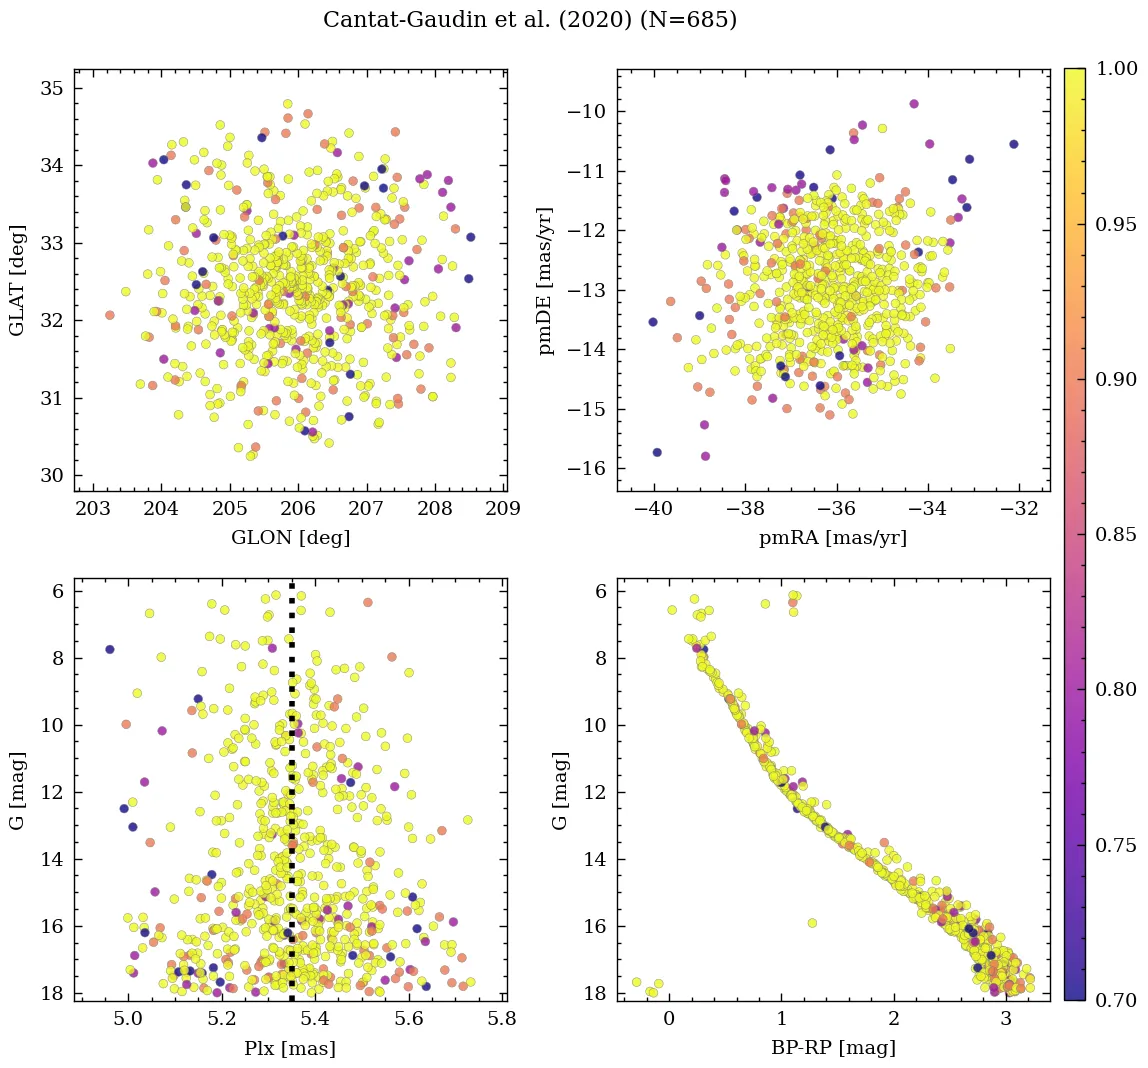 Cantat-Gaudin et al. (2020) (N=685)
35
34
33
32
31
30
GLAT [deg]
203 204 205 206 207 208 209
GLON [deg]
−10
−11
−12
−13
−14
−15
−16
pmDE [mas/yr]
−40 −38 −36 −34 −32
pmRA [mas/yr]
6
8
10
12
14
16
18
G [mag]
5.0 5.2 5.4 5.6 5.8
Plx [mas]
6
8
10
12
14
16
18
G [mag]
0 1 2 3
BP-RP [mag]
1.00
0.95
0.90
0.85
0.80
0.75
0.70